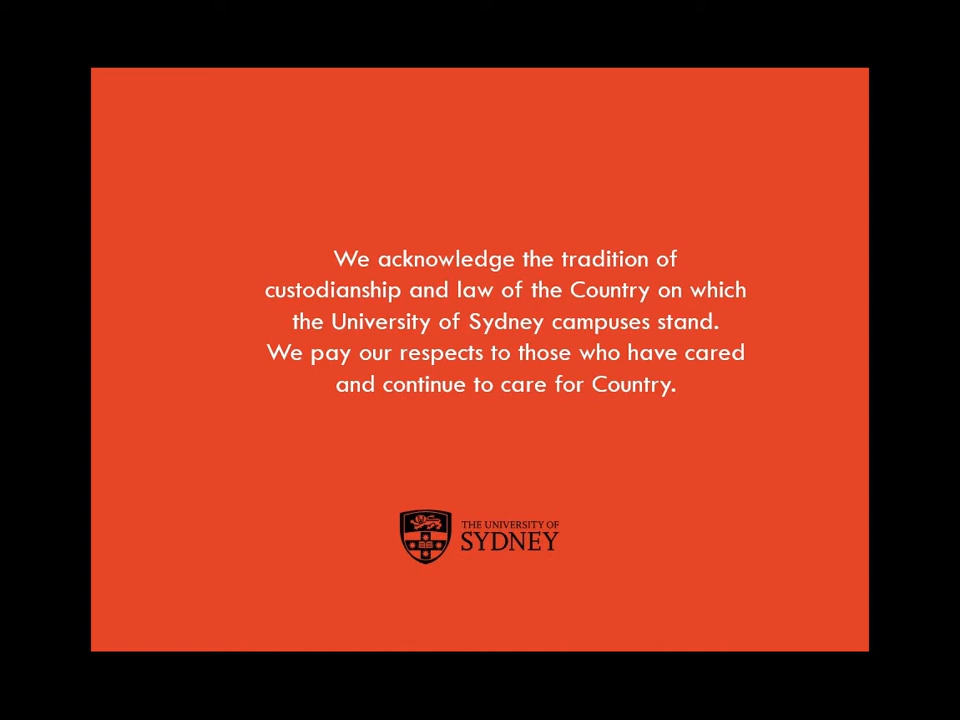 We acknowledge the tradition of
custodianship and law of the Country on which
the University of Sydney campuses stand.
We pay our respects to those who have cared
and continue to care for Country.
THE UNIVERSITY OF
SYDNEY